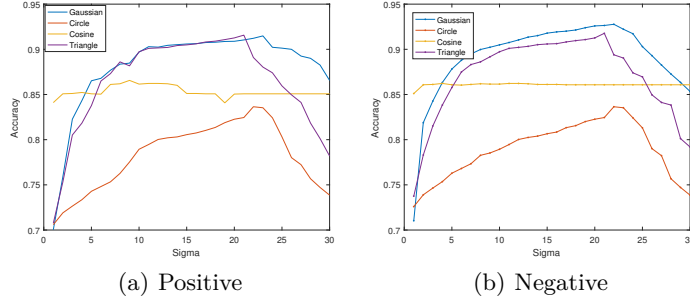 0.95
0.9
0.85
0.8
0.75
0.7
Accuracy
Gaussian
Circle
Cosine
Triangle
0 5 10 15 20 25 30
Sigma
(a) Positive
0.95
0.9
0.85
0.8
0.75
0.7
Accuracy
Gaussian
Circle
Cosine
Triangle
0 5 10 15 20 25 30
Sigma
(b) Negative